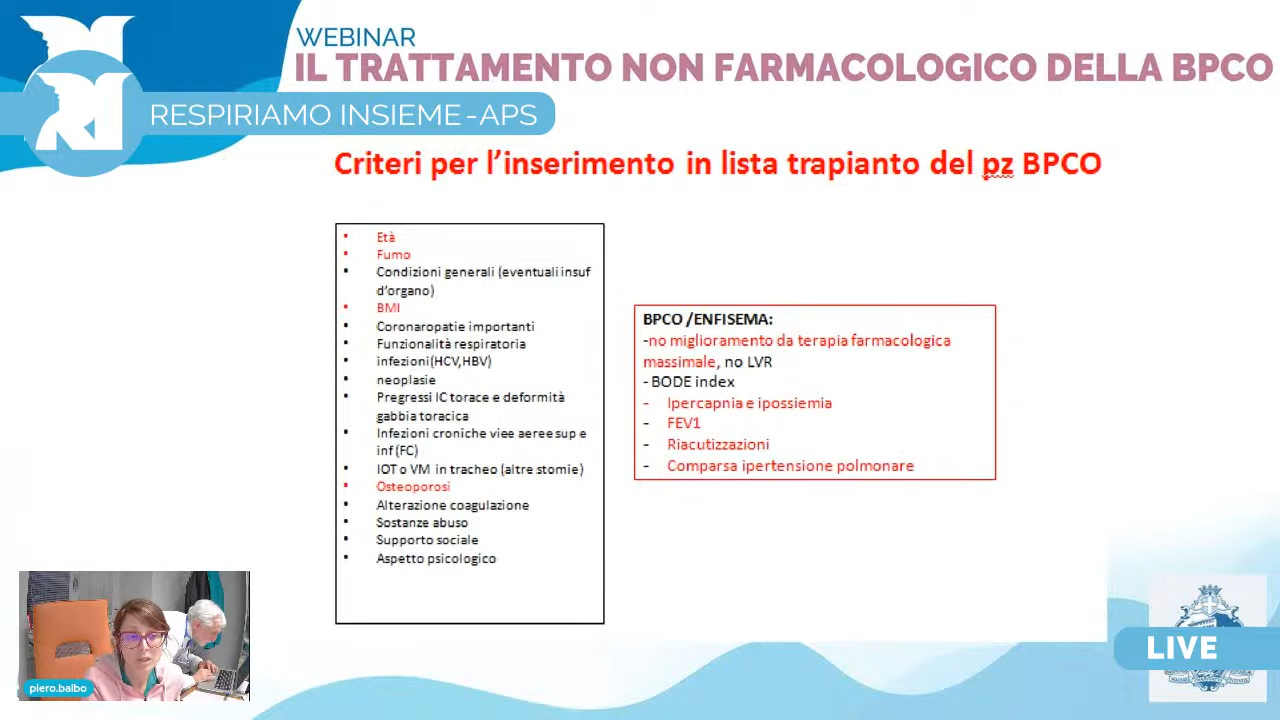 WEBINAR
IL TRATTAMENTO NON FARMACOLOGICO DELLA BPCO
RESPIRIAMO INSIEME-APS
Criteri per l'inserimento in lista trapianto del pz BPCO
• Età
• Fumo
• Condizioni generali (eventuali insuf
d'organo)
• BMI
• Coronaropatie importanti
• Funzionalità respiratoria
• infezioni(HCV,HBV)
• neoplasie
• Pregressi IC torace e deformità
gabbia toracica
• Infezioni croniche viee aeree sup e
inf (FC)
• IOT o VM in tracheo (altre stomie)
• Osteoporosi
• Alterazione coagulazione
• Sostanze abuso
• Supporto sociale
• Aspetto psicologico
BPCO /ENFISEMA:
-no miglioramento da terapia farmacologica
massimale, no LVR
- BODE index
- Ipercapnia e ipossiemia
- FEV1
- Riacutizzazioni
- Comparsa ipertensione polmonare
piero.balbo
LIVE